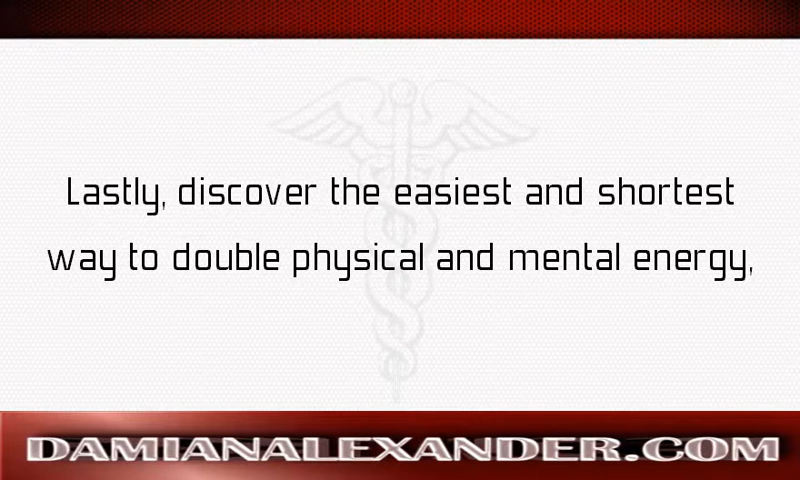 Lastly, discover the easiest and shortest
way to double physical and mental energy,
DAMIANALEXANDER.COM